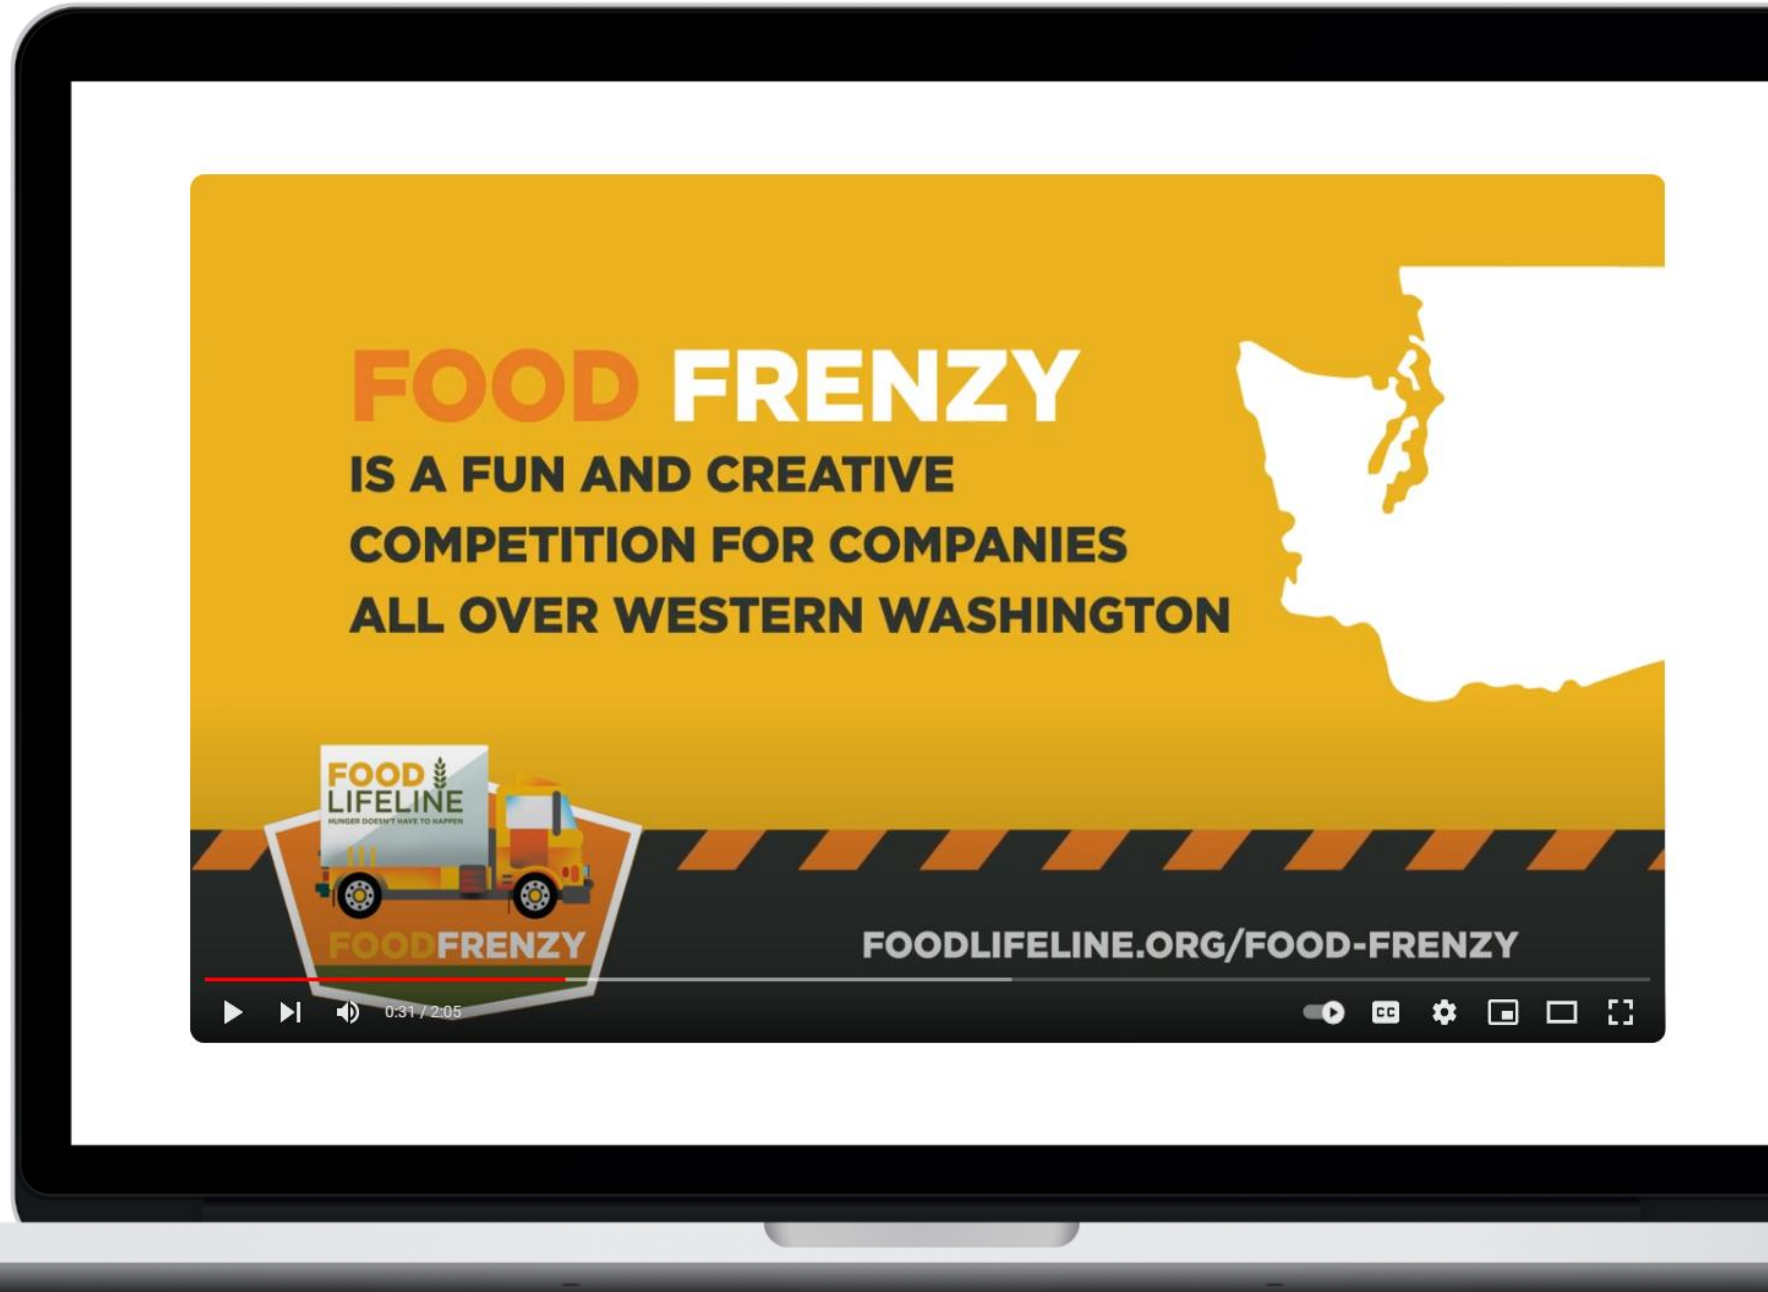 FOOD FRENZY
IS A FUN AND CREATIVE
COMPETITION FOR COMPANIES
ALL OVER WESTERN WASHINGTON
FOOD
LIFELINE
HUNGER DOESN'T HAVE TO HAPPEN
FOODFRENZY
FOODLIFELINE.ORG/FOOD-FRENZY
0:31 / 2:05
CC